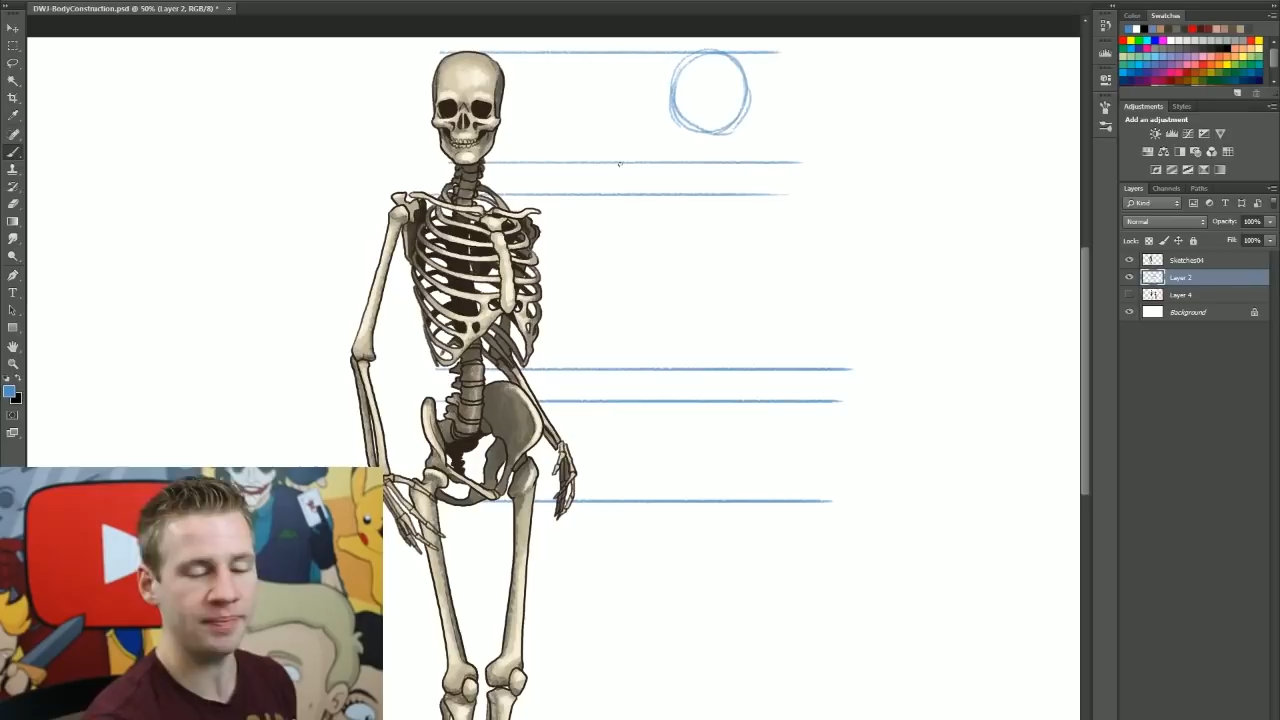 DWJ-BodyConstruction.psd @ 50% (Layer 2, RGB/8) *
Color
Swatches
Adjustments
Styles
Add an adjustment
Layers
Channels
Paths
Kind
Normal
Opacity: 100%
Lock:
Fill: 100%
Sketches04
Layer 2
Layer 4
Background